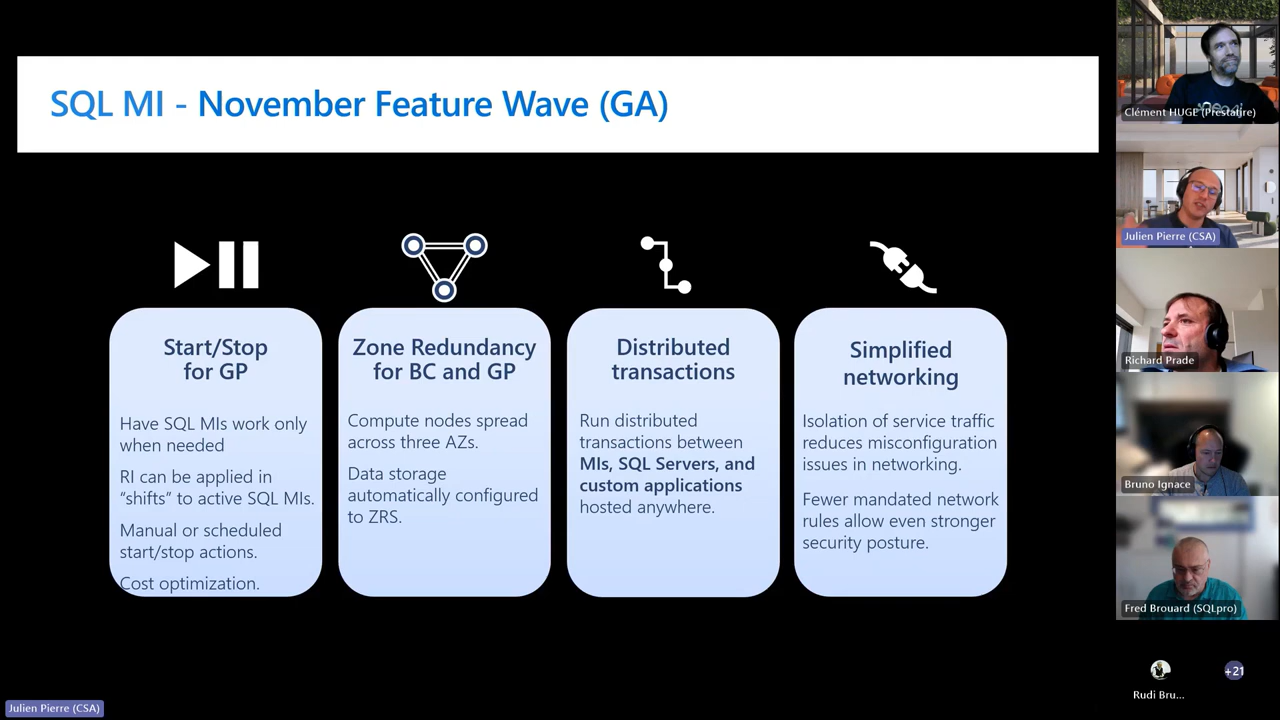 SQL MI - November Feature Wave (GA)
Start/Stop
for GP
Have SQL MIs work only
when needed
RI can be applied in
“shifts” to active SQL MIs.
Manual or scheduled
start/stop actions.
Cost optimization.
Zone Redundancy
for BC and GP
Compute nodes spread
across three AZs.
Data storage
automatically configured
to ZRS.
Distributed
transactions
Run distributed
transactions between
MIs, SQL Servers, and
custom applications
hosted anywhere.
Simplified
networking
Isolation of service traffic
reduces misconfiguration
issues in networking.
Fewer mandated network
rules allow even stronger
security posture.
Clément HUGE (Prestalire)
Julien Pierre (CSA)
Richard Prade
Bruno Ignace
Fred Brouard (SQLpro)
Rudi Bru...
+21
Julien Pierre (CSA)